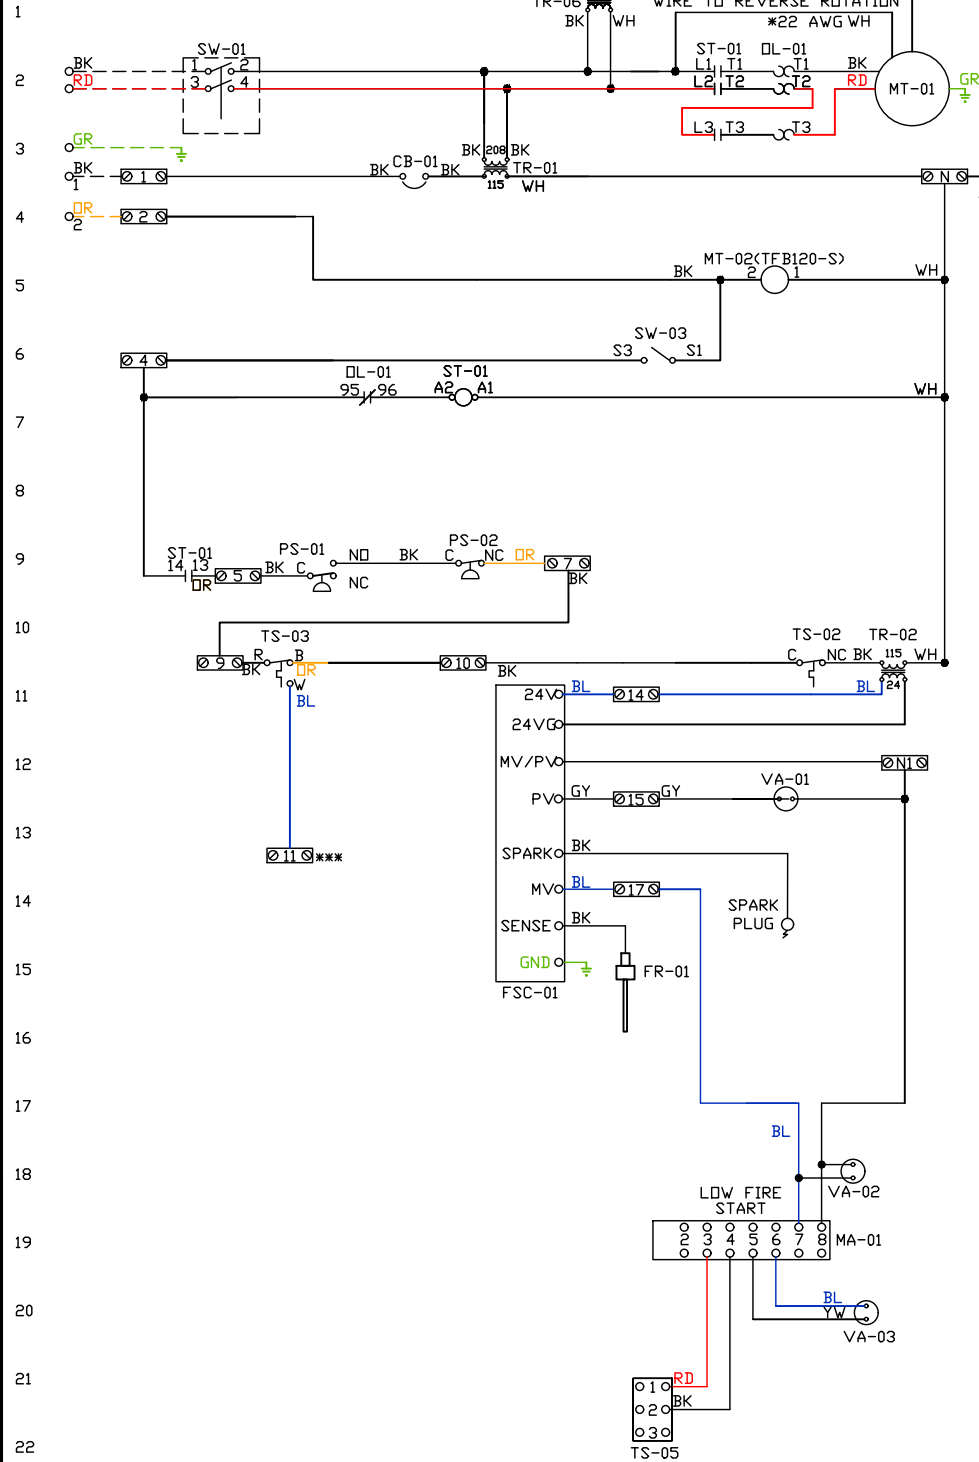 1 TR-06 WIRE TO REVERSE ROTATION
BK WH *22 AWG WH
SW-01 ST-01 OL-01
BK 1 2 L1 T1 T1 BK
2 RD 3 4 L2 T2 T2 RD MT-01 GR
L3 T3 T3
3 GR BK 208 BK
BK CB-01 TR-01
1 1 BK BK 115 WH N
OR
4 2 2
MT-02(TFB120-S)
5 BK 2 1 WH
SW-03
6 4 S3 S1
OL-01 ST-01
95 96 A2 A1 WH
7
8
PS-02
ST-01 PS-01 NO BK C NC OR 7
9 14 13 5 BK C NC BK
OR
10 TS-03 TS-02 TR-02
9 BK R B OR 10 BK C NC BK 115 WH
W
11 BL 24V BL 14 BL 24
24VG
12 MV/PV N1
VA-01
PV GY 15 GY
13
11 *** SPARK BK
14 MV BL 17 SPARK
PLUG
SENSE BK
15 GND FR-01
FSC-01
16
17
BL
18 VA-02
LOW FIRE
START
19 2 3 4 5 6 7 8 MA-01
20 BL
YW
VA-03
21 1 RD
2 BK
3
22 TS-05